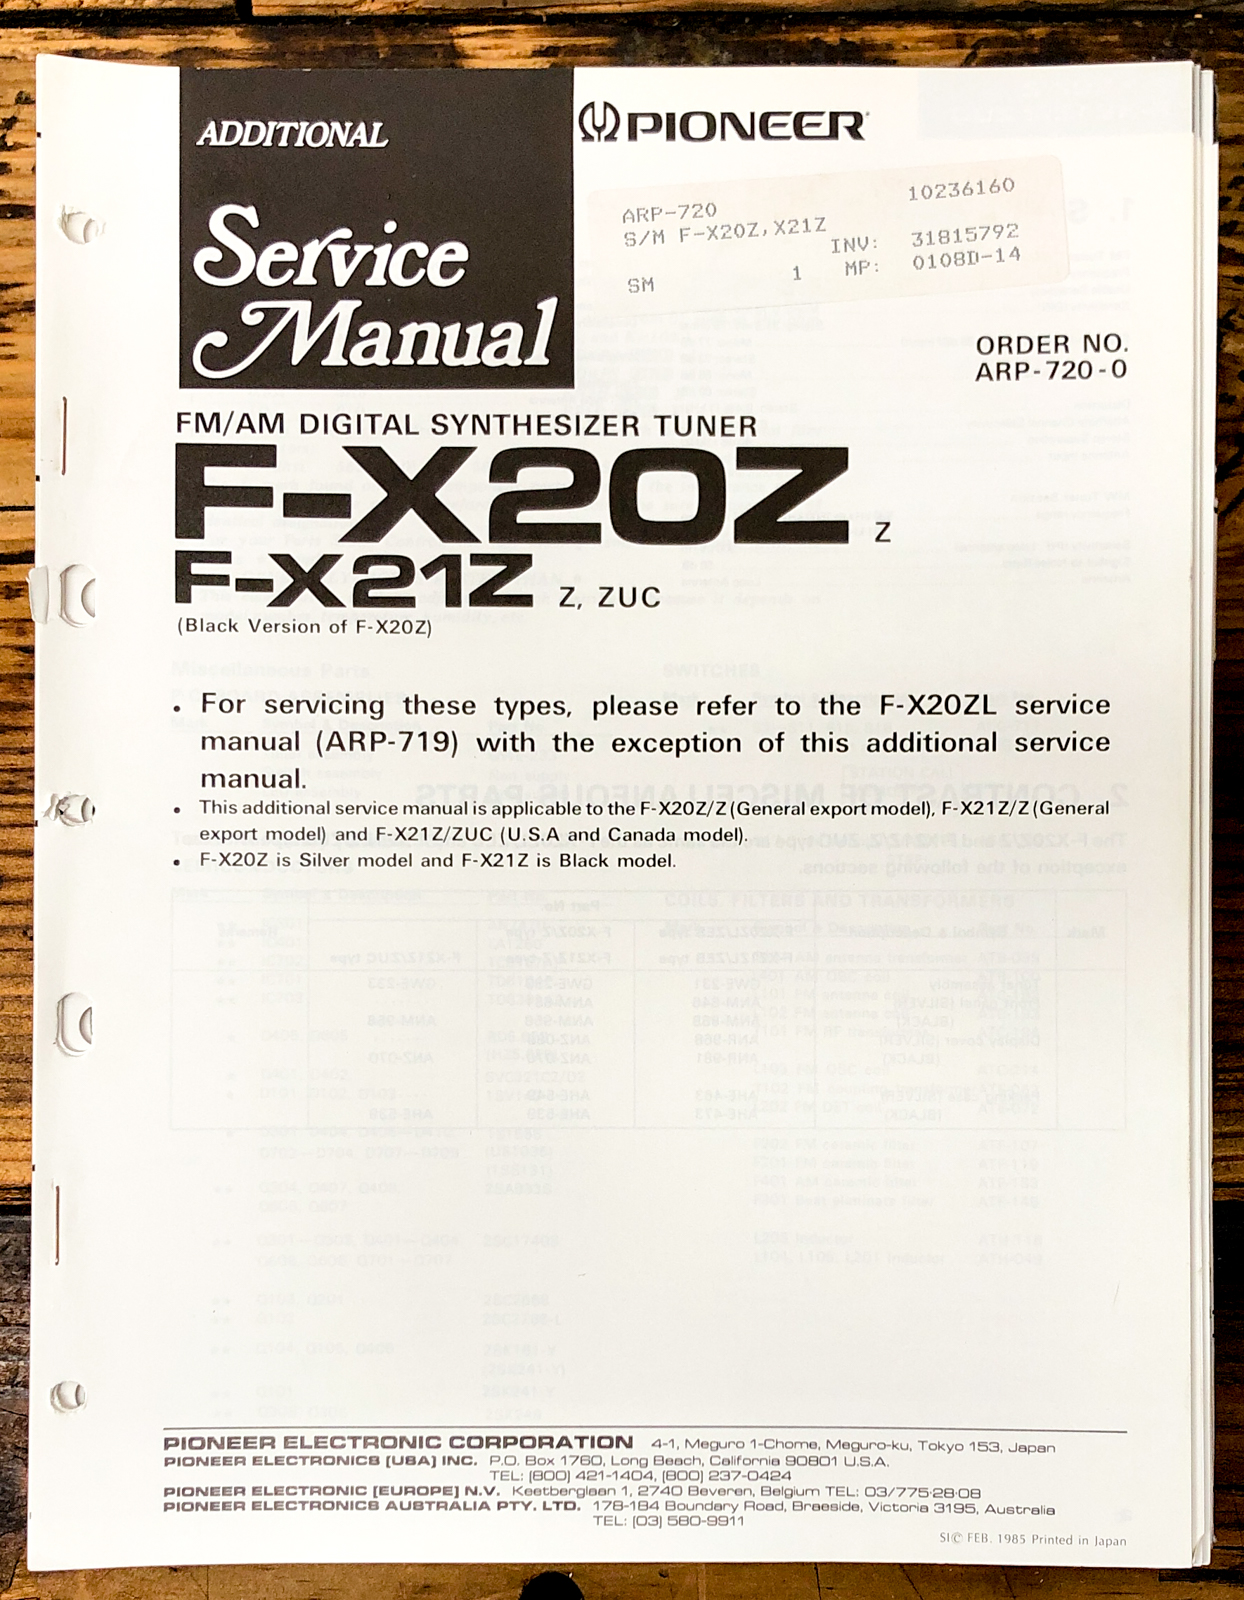 ADDITIONAL
Service
Manual
PIONEER
ARP-720 10236160
S/M F-X20Z,X21Z
INV: 31815792
SM 1 MP: 0108D-14
ORDER NO.
ARP-720-0
FM/AM DIGITAL SYNTHESIZER TUNER
F-X20Z Z
F-X21Z Z, ZUC
(Black Version of F-X20Z)
• For servicing these types, please refer to the F-X20ZL service
manual (ARP-719) with the exception of this additional service
manual.
• This additional service manual is applicable to the F-X20Z/Z (General export model), F-X21Z/Z (General
export model) and F-X21Z/ZUC (U.S.A and Canada model).
• F-X20Z is Silver model and F-X21Z is Black model.
PIONEER ELECTRONIC CORPORATION 4-1, Meguro 1-Chome, Meguro-ku, Tokyo 153, Japan
PIONEER ELECTRONICS [USA] INC. P.O. Box 1760, Long Beach, California 90801 U.S.A.
TEL: [800] 421-1404, [800] 237-0424
PIONEER ELECTRONIC [EUROPE] N.V. Keetberglaan 1, 2740 Beveren, Belgium TEL: 03/775·28·08
PIONEER ELECTRONICS AUSTRALIA PTY. LTD. 178-184 Boundary Road, Braeside, Victoria 3195, Australia
TEL: [03] 580-9911
SI© FEB. 1985 Printed in Japan